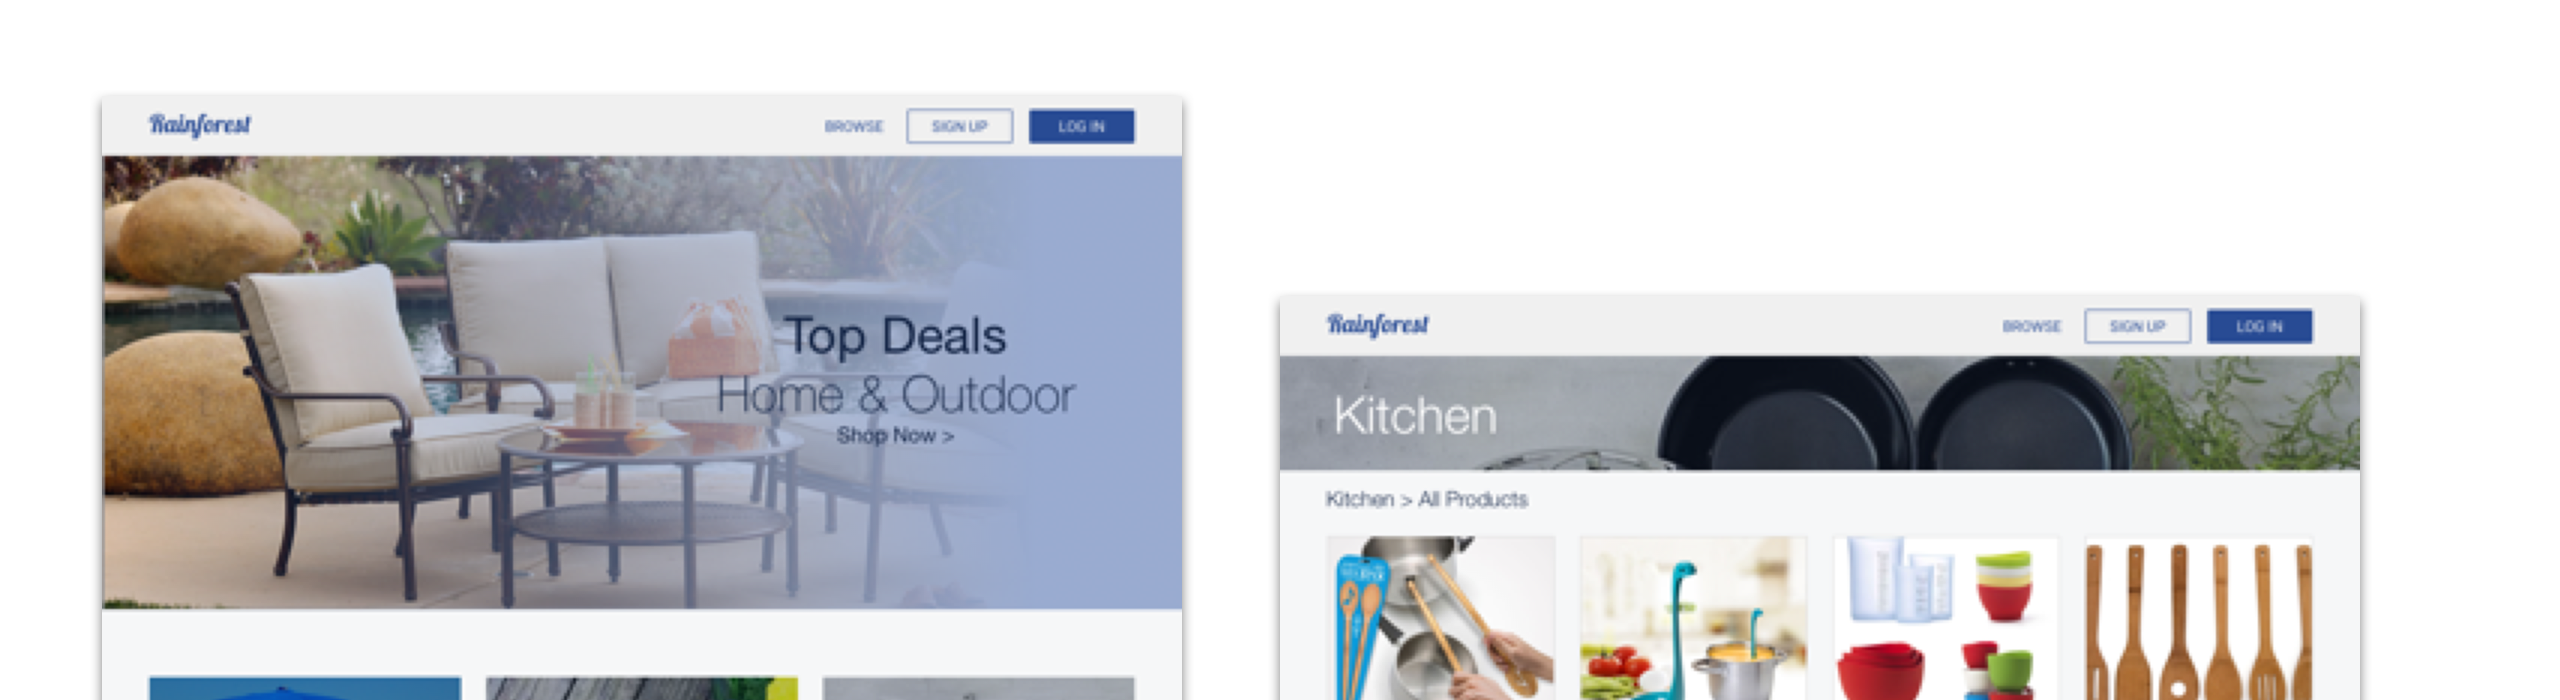 Rainforest
BROWSE
SIGN UP
LOG IN
Top Deals
Home & Outdoor
Shop Now >
Rainforest
BROWSE
SIGN UP
LOG IN
Kitchen
Kitchen > All Products